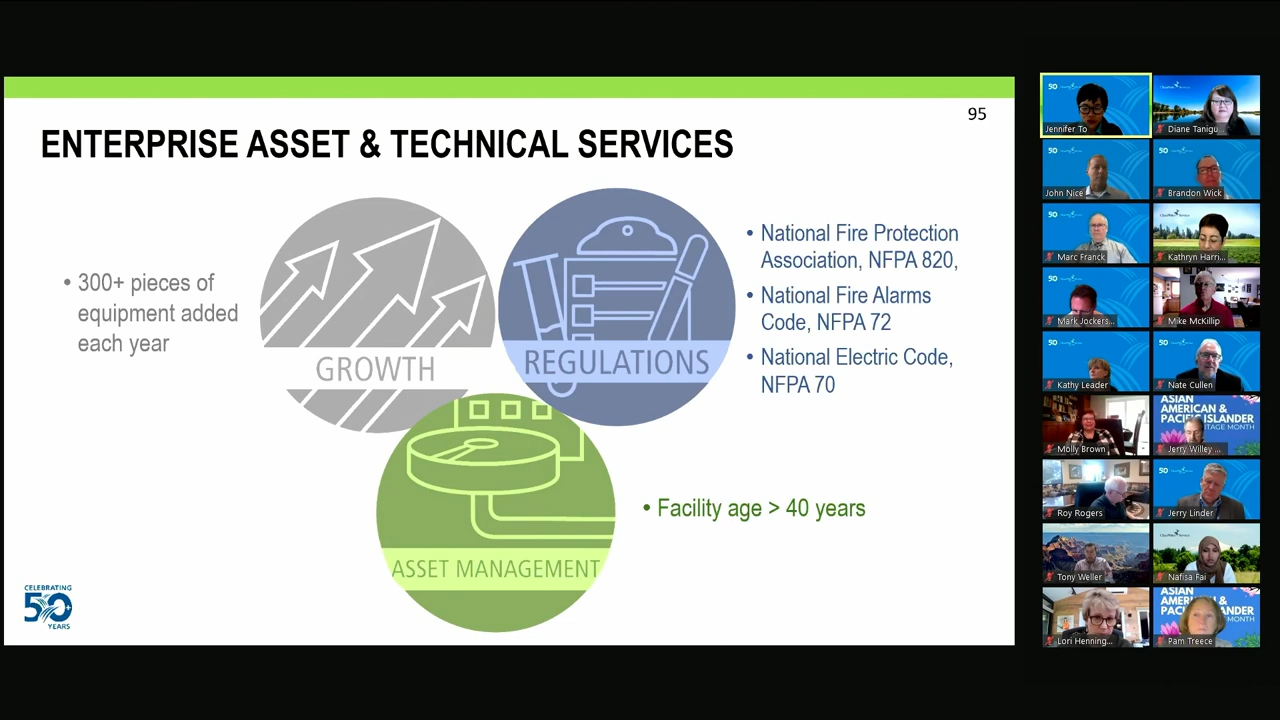 95
ENTERPRISE ASSET & TECHNICAL SERVICES
• 300+ pieces of
equipment added
each year
GROWTH
REGULATIONS
• National Fire Protection
Association, NFPA 820,
• National Fire Alarms
Code, NFPA 72
• National Electric Code,
NFPA 70
ASSET MANAGEMENT
• Facility age > 40 years
CELEBRATING
50
YEARS
Jennifer To
Diane Tanigu...
John Nice
Brandon Wick
Marc Franck
Kathryn Harri...
Mark Jockers...
Mike McKillip
Kathy Leader
Nate Cullen
Molly Brown
ASIAN
AMERICAN &
PACIFIC ISLANDER
ITAGE MONTH
Jerry Willey ...
Roy Rogers
Jerry Linder
Tony Weller
Nafisa Fai
Lori Henning...
ASIAN
AMERICAN &
PACIFIC ISLANDER
MONTH
Pam Treece